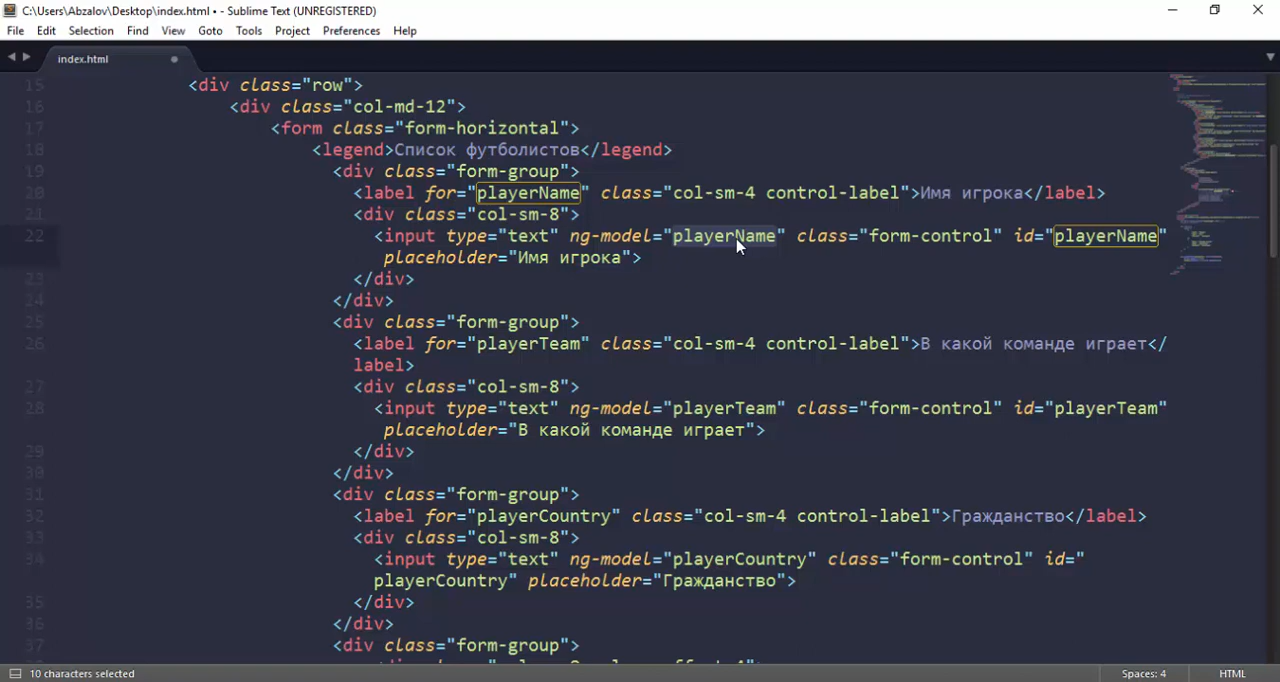 C:\Users\Abzalov\Desktop\index.html • - Sublime Text (UNREGISTERED)
File Edit Selection Find View Goto Tools Project Preferences Help
index.html
15 <div class="row">
16 <div class="col-md-12">
17 <form class="form-horizontal">
18 <legend>Список футболистов</legend>
19 <div class="form-group">
20 <label for="playerName" class="col-sm-4 control-label">Имя игрока</label>
21 <div class="col-sm-8">
22 <input type="text" ng-model="playerName" class="form-control" id="playerName"
placeholder="Имя игрока">
23 </div>
24 </div>
25 <div class="form-group">
26 <label for="playerTeam" class="col-sm-4 control-label">В какой команде играет</
label>
27 <div class="col-sm-8">
28 <input type="text" ng-model="playerTeam" class="form-control" id="playerTeam"
placeholder="В какой команде играет">
29 </div>
30 </div>
31 <div class="form-group">
32 <label for="playerCountry" class="col-sm-4 control-label">Гражданство</label>
33 <div class="col-sm-8">
34 <input type="text" ng-model="playerCountry" class="form-control" id="
playerCountry" placeholder="Гражданство">
35 </div>
36 </div>
37 <div class="form-group">
10 characters selected Spaces: 4 HTML